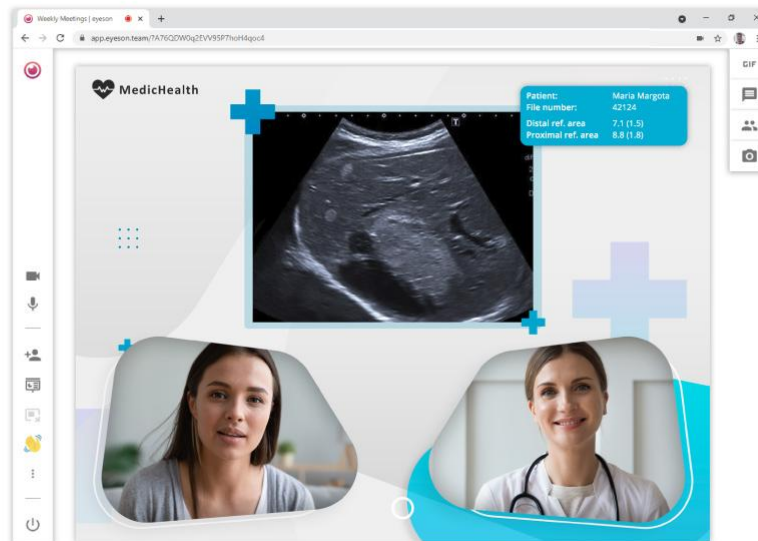 Weekly Meetings | eyeson
app.eyeson.team/?A76QDW0q2EVV95P7hoH4qoc4
GIF
MedicHealth
Patient: Maria Margota
File number: 42124
Distal ref. area 7.1 (1.5)
Proximal ref. area 8.8 (1.8)
T